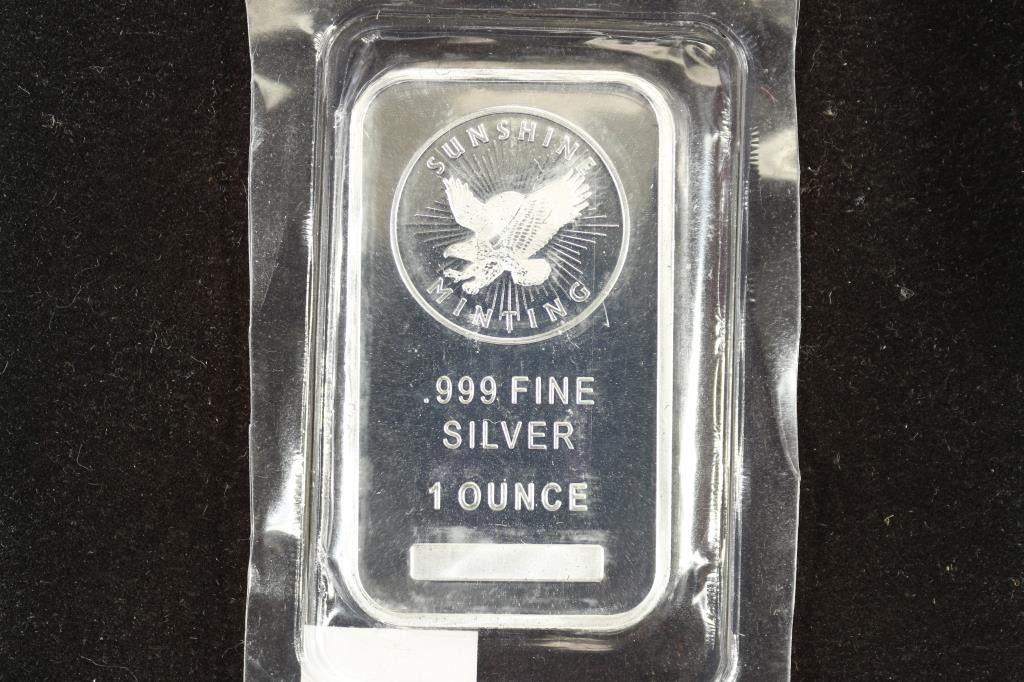 SUNSHINE
MINTING
.999 FINE
SILVER
1 OUNCE